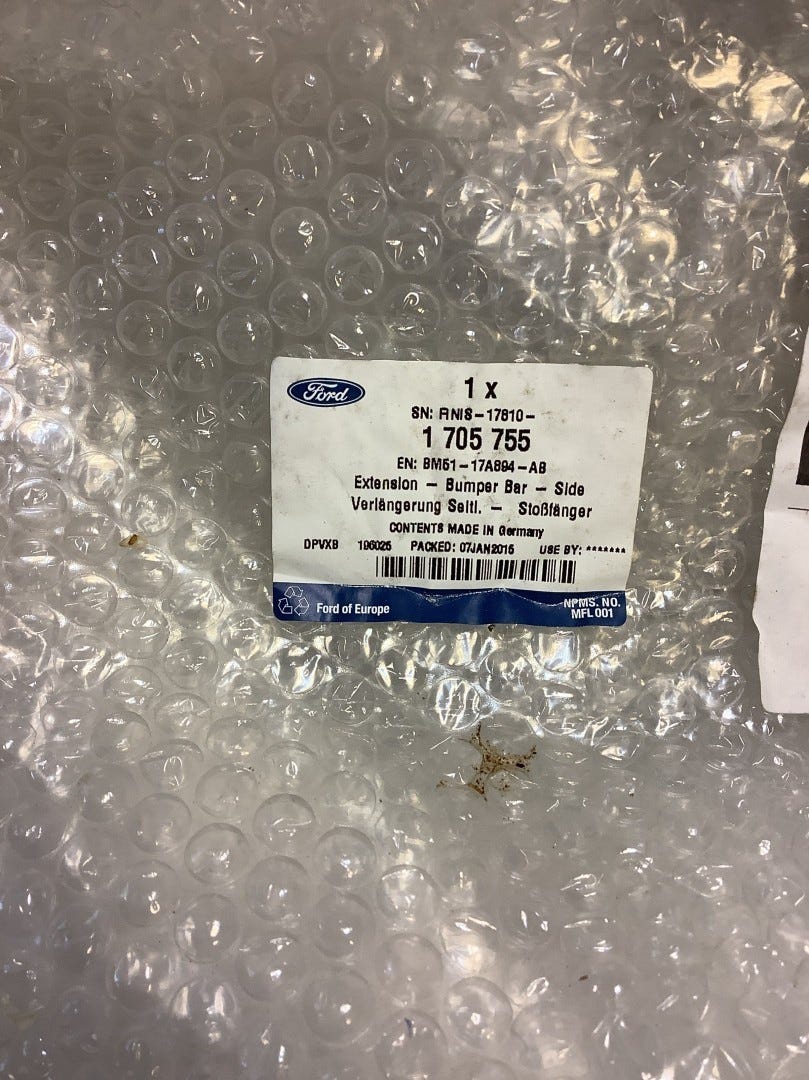 Ford
1 x
SN: RNIS-17810-
1 705 755
EN: BM51-17A894-AB
Extension - Bumper Bar - Side
Verlängerung Seitl. - Stoßfänger
CONTENTS MADE IN Germany
DPVXB 196025 PACKED: 07JAN2015 USE BY: *******
Ford of Europe
NPMS. NO.
MFL001